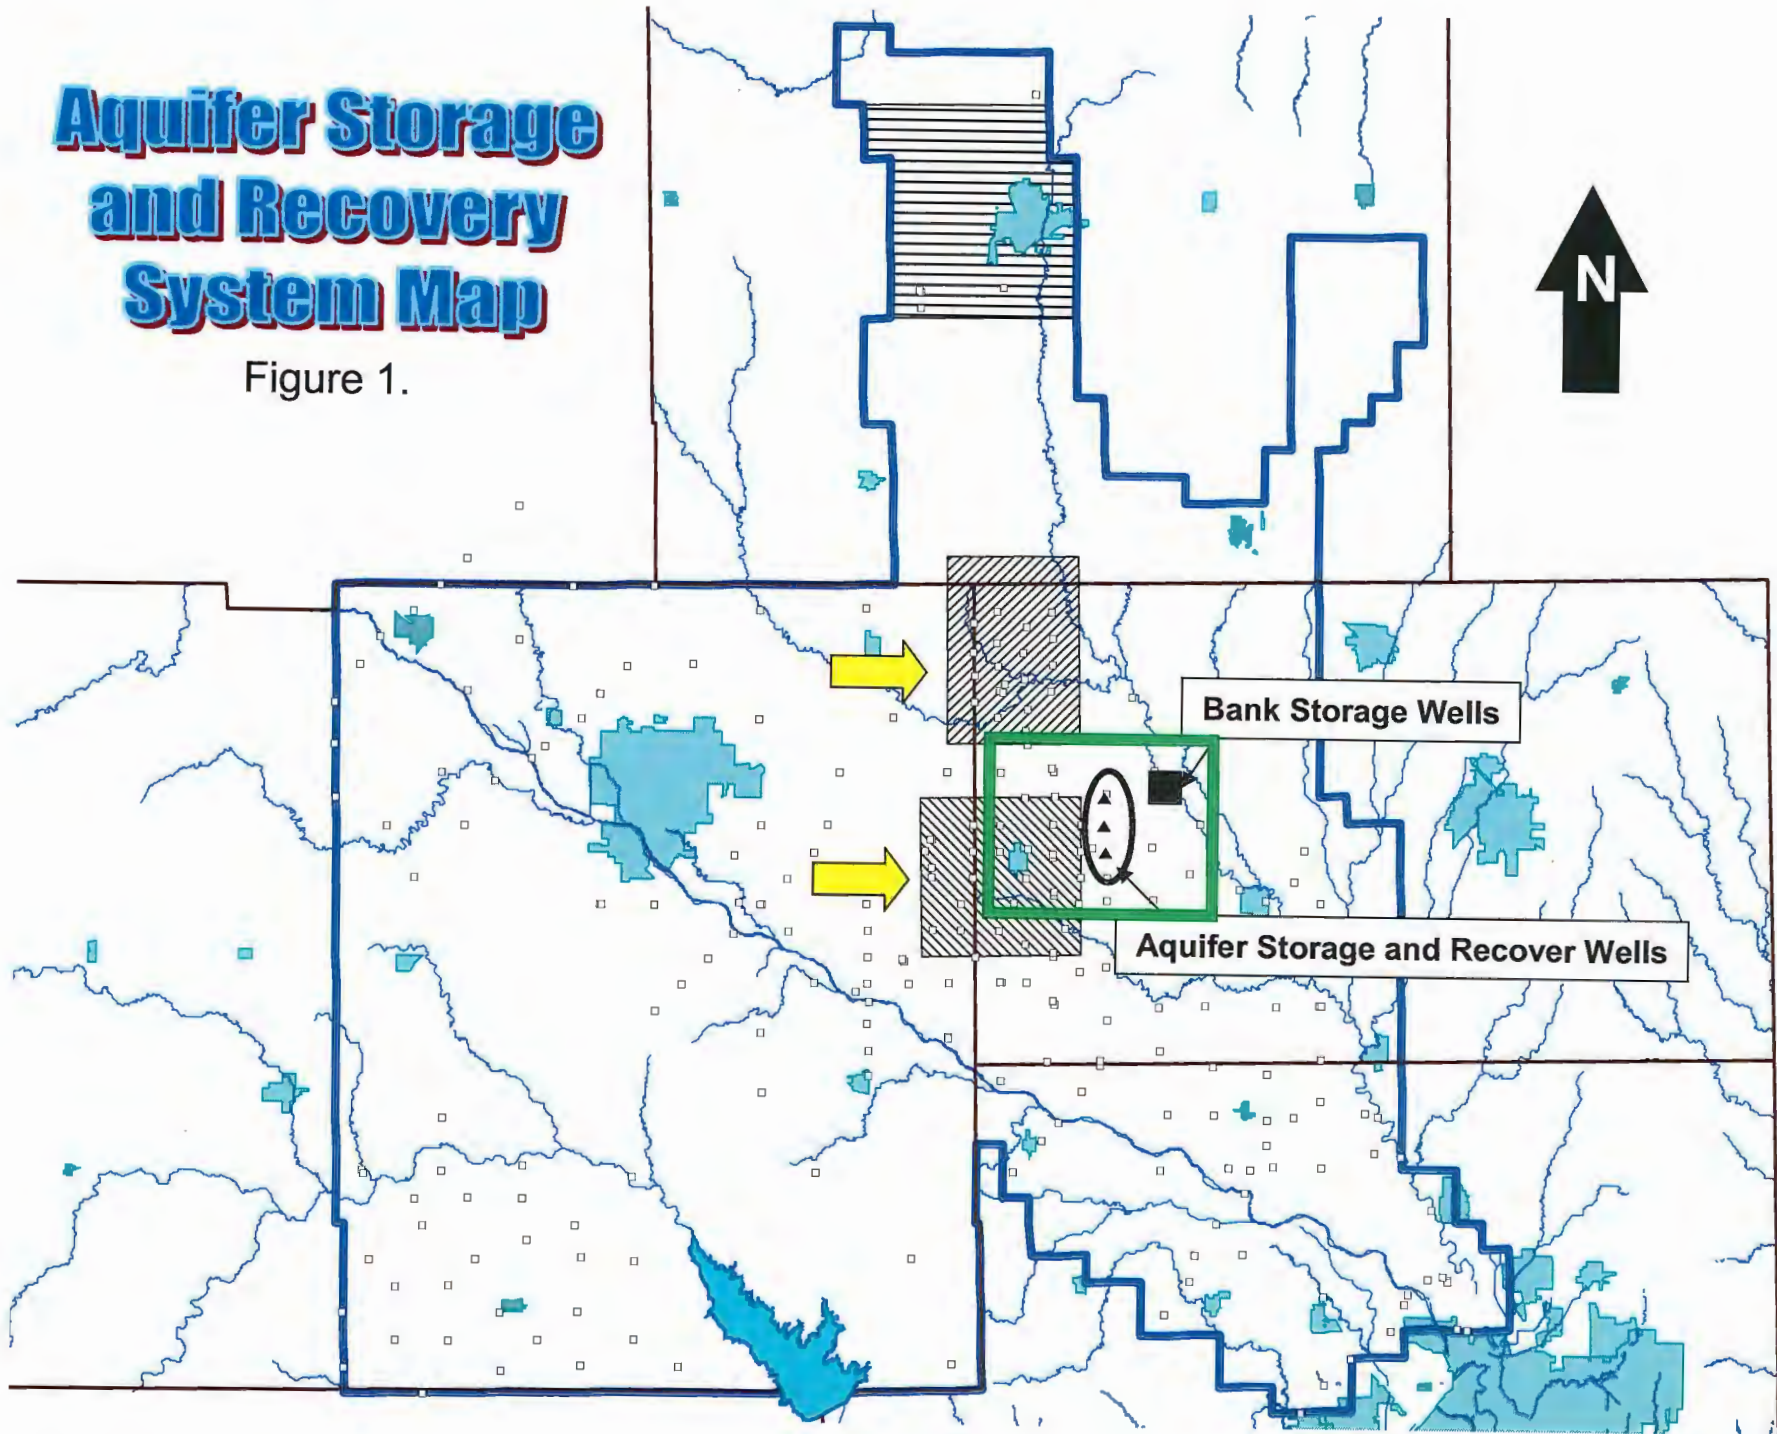 Aquifer Storage
and Recovery
System Map
Figure 1.
N
Bank Storage Wells
Aquifer Storage and Recover Wells